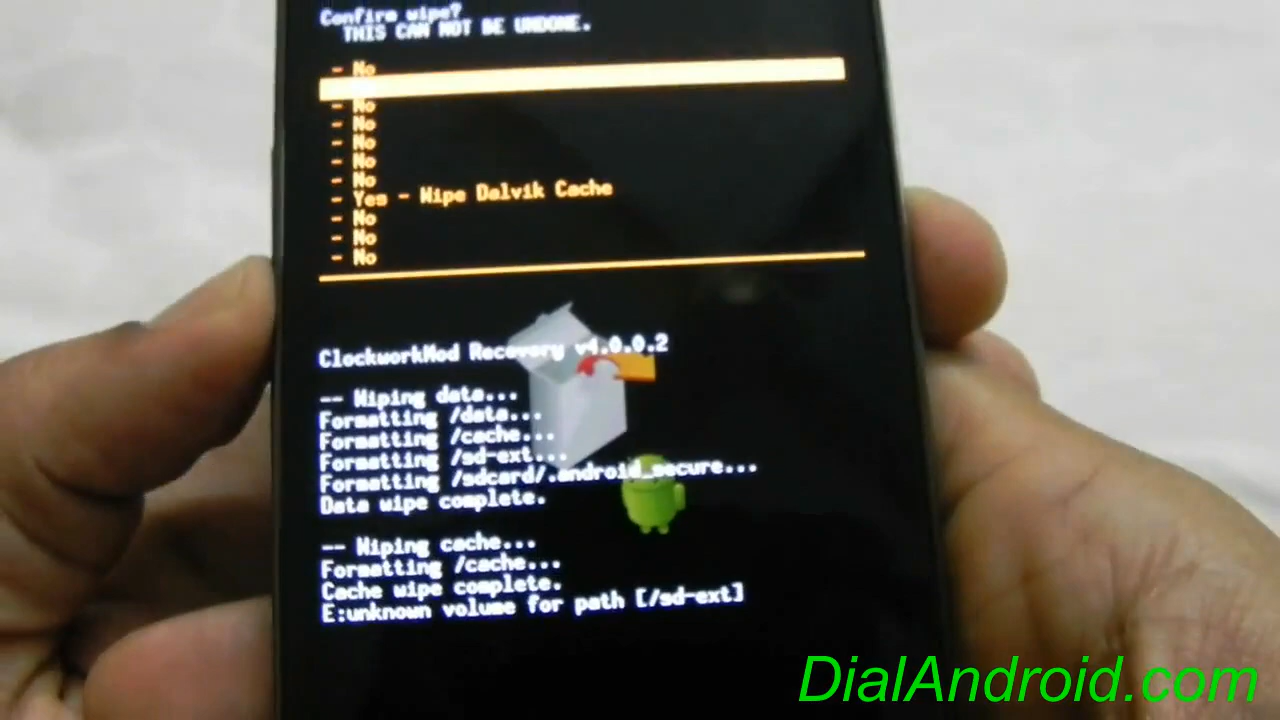 Confirm wipe?
THIS CAN NOT BE UNDONE.
- No
- No
- No
- No
- No
- No
- Yes - Wipe Dalvik Cache
- No
- No
- No
ClockworkMod Recovery v4.0.0.2
-- Wiping data...
Formatting /data...
Formatting /cache...
Formatting /sd-ext...
Formatting /sdcard/.android_secure...
Data wipe complete.
-- Wiping cache...
Formatting /cache...
Cache wipe complete.
E:unknown volume for path [/sd-ext]
DialAndroid.com